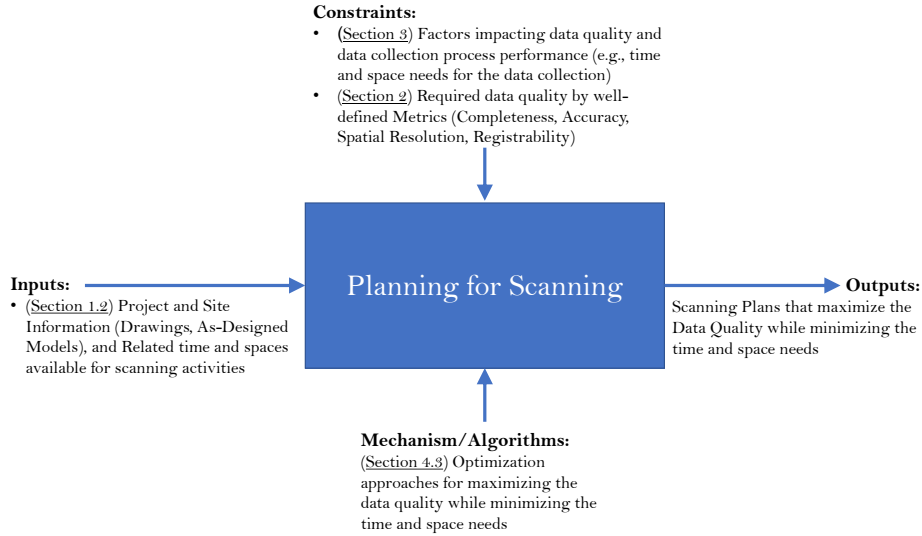 Constraints:
• (Section 3) Factors impacting data quality and
data collection process performance (e.g., time
and space needs for the data collection)
• (Section 2) Required data quality by well-
defined Metrics (Completeness, Accuracy,
Spatial Resolution, Registrability)
Inputs:
• (Section 1.2) Project and Site
Information (Drawings, As-Designed
Models), and Related time and spaces
available for scanning activities
Planning for Scanning
Outputs:
Scanning Plans that maximize the
Data Quality while minimizing the
time and space needs
Mechanism/Algorithms:
(Section 4.3) Optimization
approaches for maximizing the
data quality while minimizing the
time and space needs